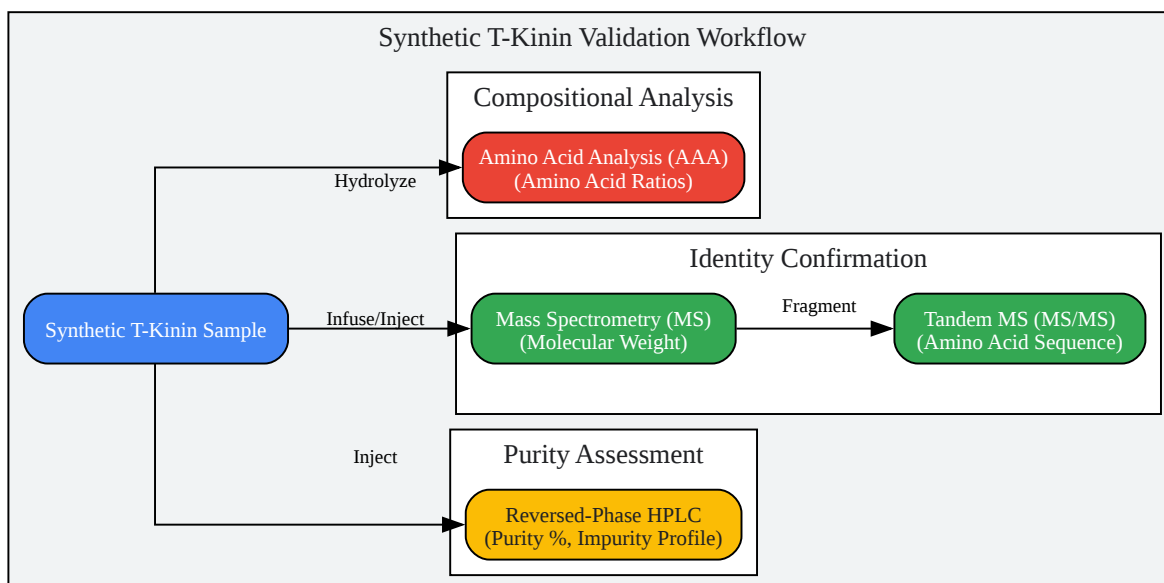 Synthetic T-Kinin Validation Workflow
Compositional Analysis
Amino Acid Analysis (AAA)
(Amino Acid Ratios)
Hydrolyze
Identity Confirmation
Synthetic T-Kinin Sample
Infuse/Inject
Mass Spectrometry (MS)
(Molecular Weight)
Fragment
Tandem MS (MS/MS)
(Amino Acid Sequence)
Inject
Purity Assessment
Reversed-Phase HPLC
(Purity %, Impurity Profile)